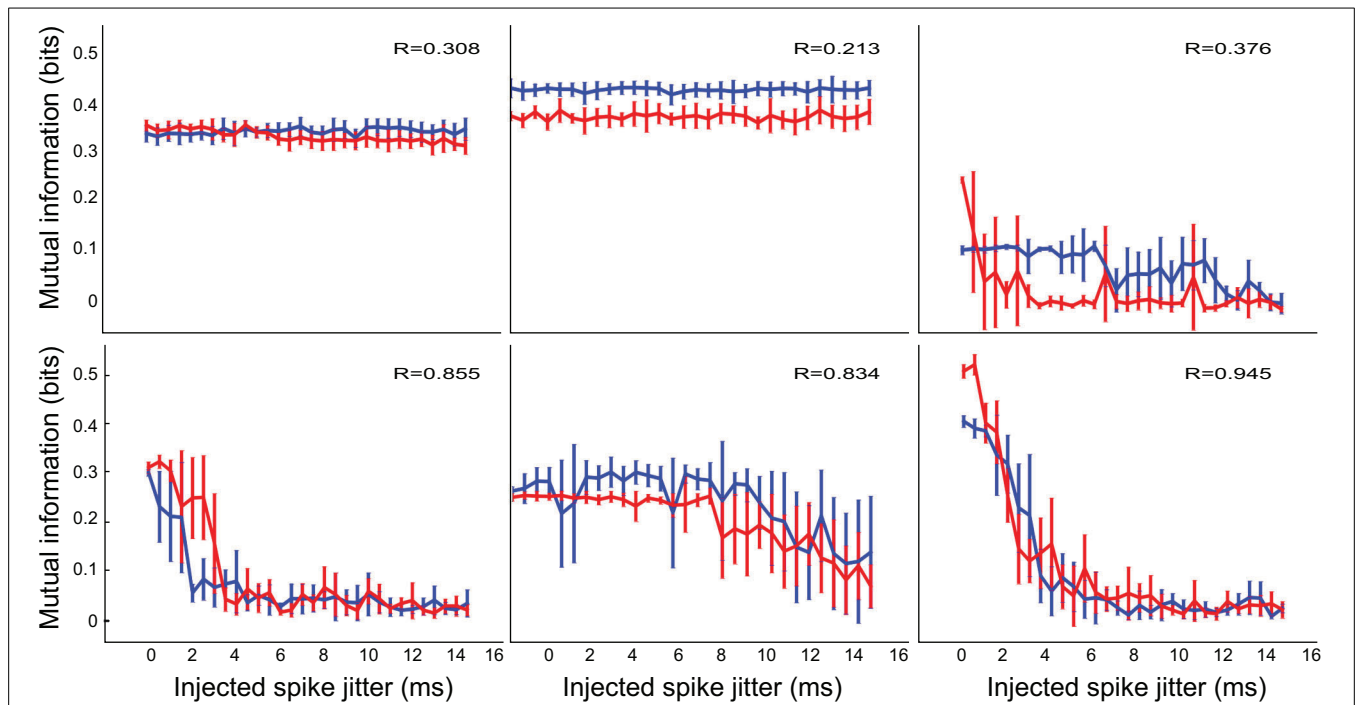 Mutual information (bits)
0.5
0.4
0.3
0.2
0.1
0
R=0.308
R=0.213
R=0.376
Mutual information (bits)
0.5
0.4
0.3
0.2
0.1
0
R=0.855
R=0.834
R=0.945
0 2 4 6 8 10 12 14 16
0 2 4 6 8 10 12 14 16
0 2 4 6 8 10 12 14 16
Injected spike jitter (ms)
Injected spike jitter (ms)
Injected spike jitter (ms)